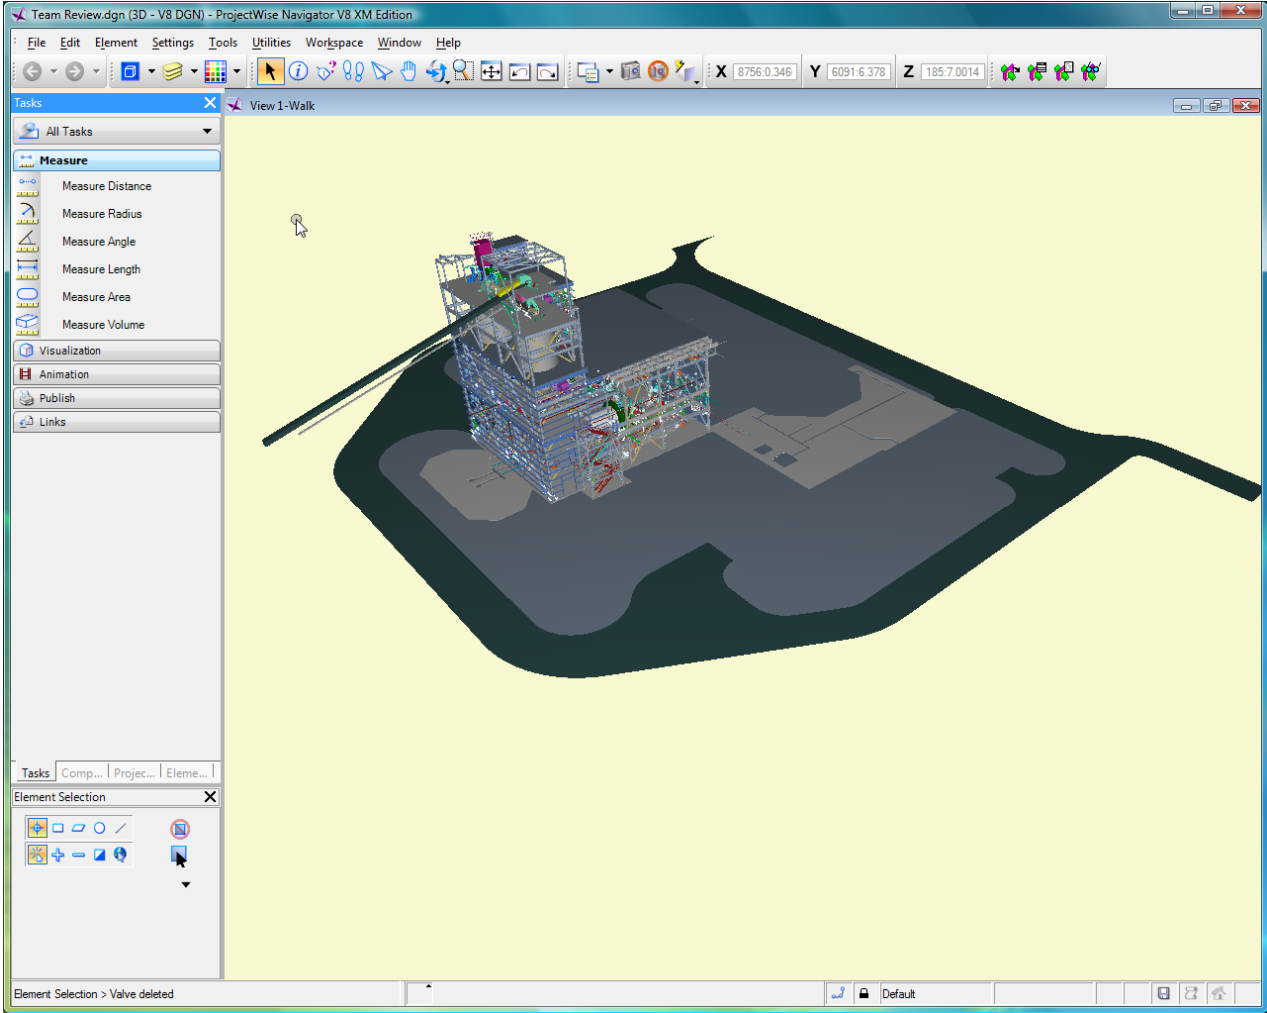 Team Review.dgn (3D - V8 DGN) - ProjectWise Navigator V8 XM Edition
File Edit Element Settings Tools Utilities Workspace Window Help
X 8756:0.346 Y 6091:6.378 Z 185:7.0014
Tasks
View 1-Walk
All Tasks
Measure
Measure Distance
Measure Radius
Measure Angle
Measure Length
Measure Area
Measure Volume
Visualization
Animation
Publish
Links
Tasks Comp... Projec... Eleme...
Element Selection
Element Selection > Valve deleted
Default